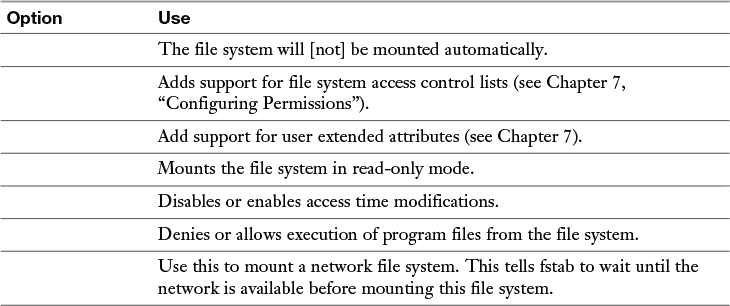 Option Use
The file system will [not] be mounted automatically.
Adds support for file system access control lists (see Chapter 7,
“Configuring Permissions”).
Add support for user extended attributes (see Chapter 7).
Mounts the file system in read-only mode.
Disables or enables access time modifications.
Denies or allows execution of program files from the file system.
Use this to mount a network file system. This tells fstab to wait until the
network is available before mounting this file system.